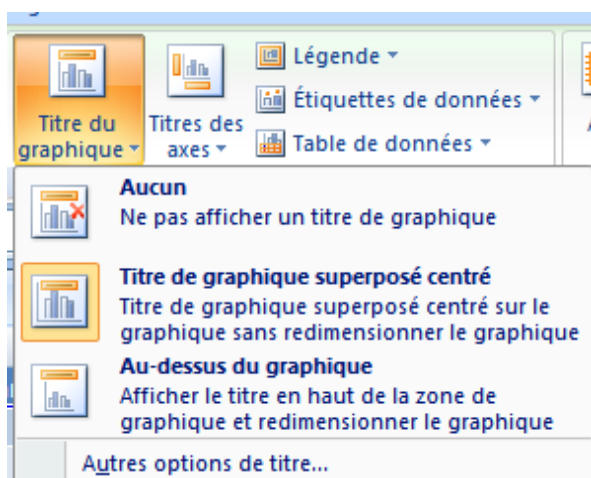 Légende
Étiquettes de données
Table de données
Titre du
graphique
Titres des
axes
Aucun
Ne pas afficher un titre de graphique
Titre de graphique superposé centré
Titre de graphique superposé centré sur le
graphique sans redimensionner le graphique
Au-dessus du graphique
Afficher le titre en haut de la zone de
graphique et redimensionner le graphique
Autres options de titre...